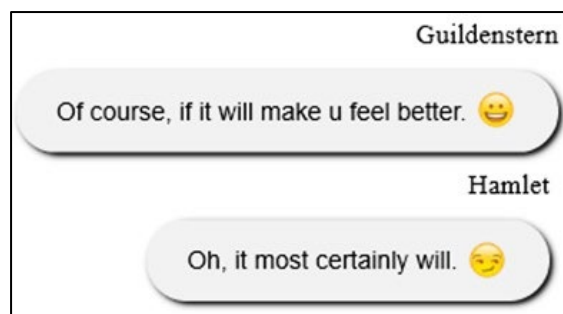 Guildenstern
Of course, if it will make u feel better. 😀
Hamlet
Oh, it most certainly will. 😏